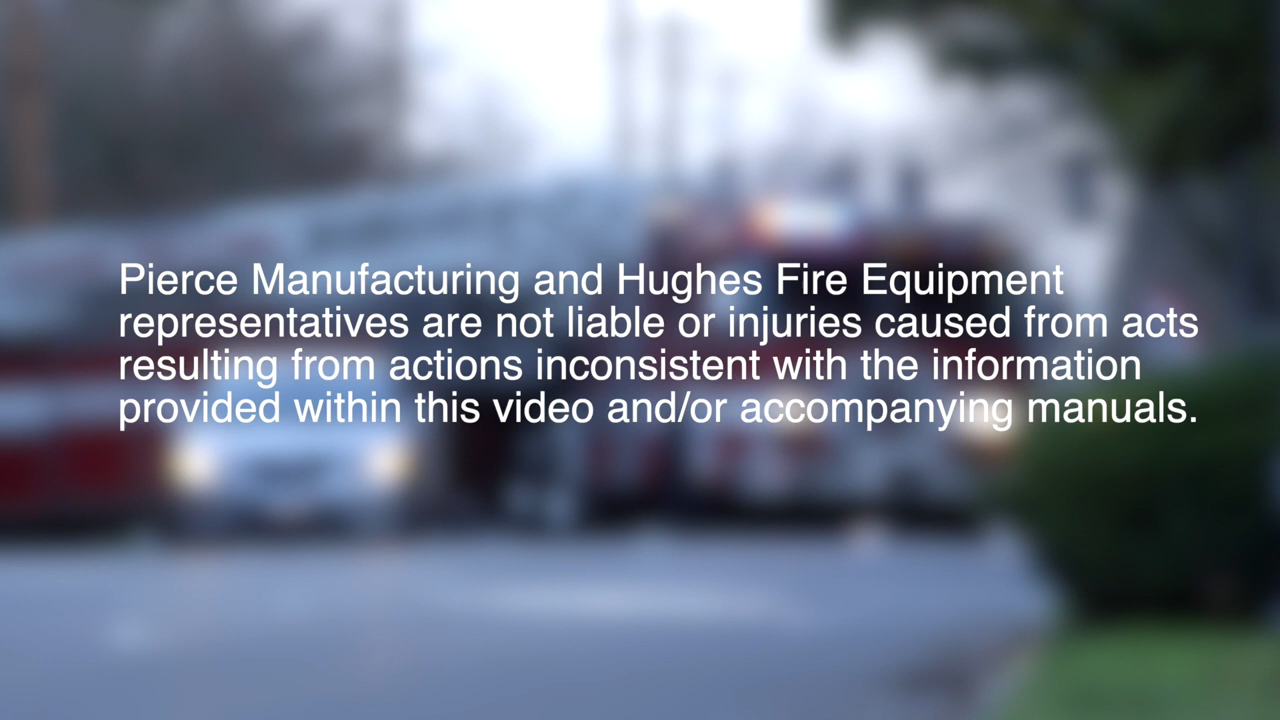 Pierce Manufacturing and Hughes Fire Equipment
representatives are not liable or injuries caused from acts
resulting from actions inconsistent with the information
provided within this video and/or accompanying manuals.